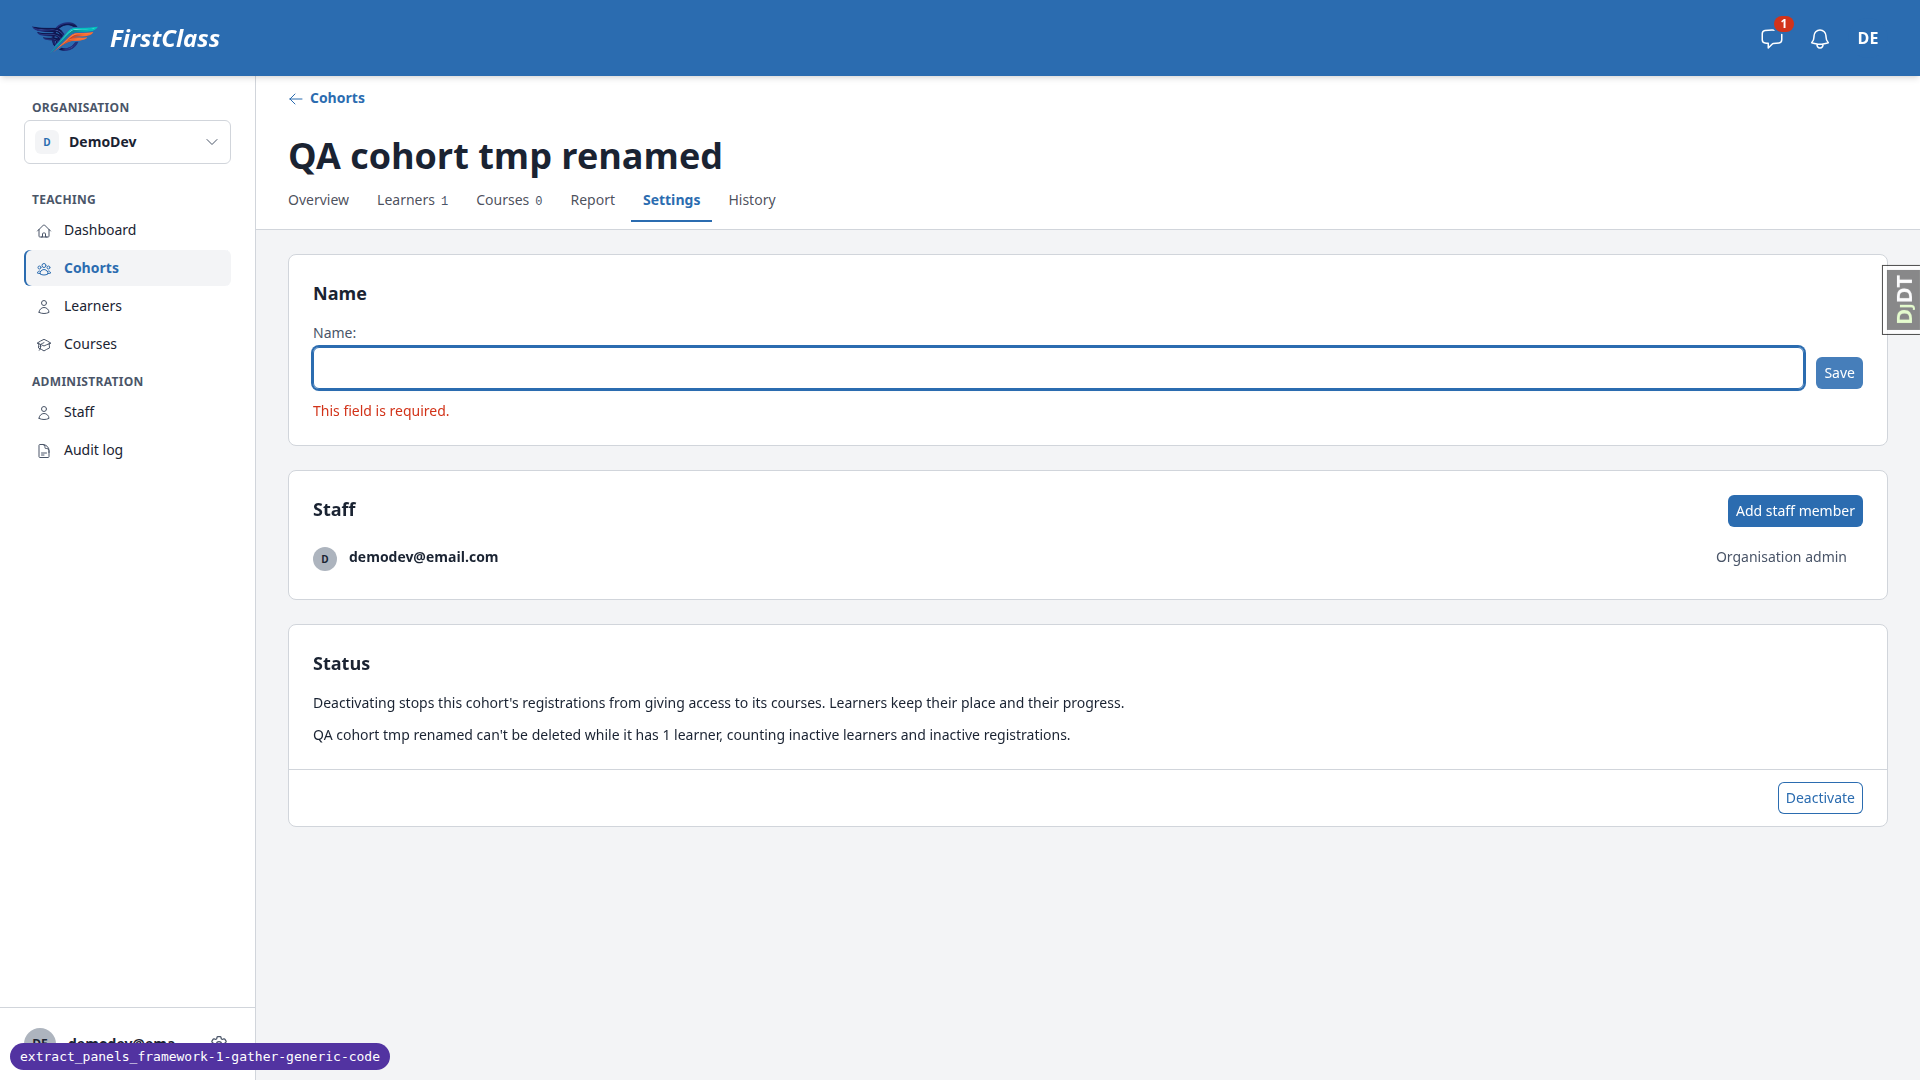 FirstClass
1
DE
ORGANISATION
D DemoDev
TEACHING
Dashboard
Cohorts
Learners
Courses
ADMINISTRATION
Staff
Audit log
Cohorts
QA cohort tmp renamed
Overview Learners 1 Courses 0 Report Settings History
Name
Name:
Save
This field is required.
Staff
Add staff member
D demodev@email.com Organisation admin
Status
Deactivating stops this cohort's registrations from giving access to its courses. Learners keep their place and their progress.
QA cohort tmp renamed can't be deleted while it has 1 learner, counting inactive learners and inactive registrations.
Deactivate
DjDT
DE demodev@ema
extract_panels_framework-1-gather-generic-code